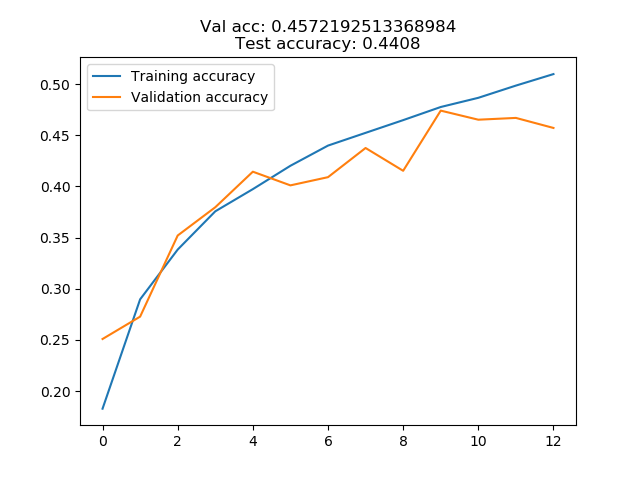 Val acc: 0.4572192513368984
Test accuracy: 0.4408
Training accuracy
Validation accuracy
0.50
0.45
0.40
0.35
0.30
0.25
0.20
0 2 4 6 8 10 12